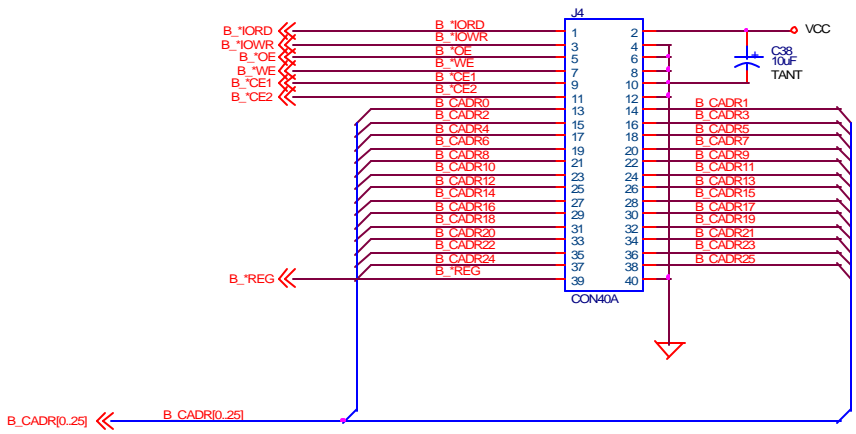 J4
B_*IORD B_*IORD 1 2 VCC
B_*IOWR B_*IOWR 3 4 C38
B_*OE B_*OE 5 6 + 10uF
B_*WE B_*WE 7 8 TANT
B_*CE1 B_*CE1 9 10
B_*CE2 B_*CE2 11 12
B_CADR0 13 14 B_CADR1
B_CADR2 15 16 B_CADR3
B_CADR4 17 18 B_CADR5
B_CADR6 19 20 B_CADR7
B_CADR8 21 22 B_CADR9
B_CADR10 23 24 B_CADR11
B_CADR12 25 26 B_CADR13
B_CADR14 27 28 B_CADR15
B_CADR16 29 30 B_CADR17
B_CADR18 31 32 B_CADR19
B_CADR20 33 34 B_CADR21
B_CADR22 35 36 B_CADR23
B_CADR24 37 38 B_CADR25
B_*REG B_*REG 39 40
CON40A
B_CADR[0..25] B_CADR[0..25]